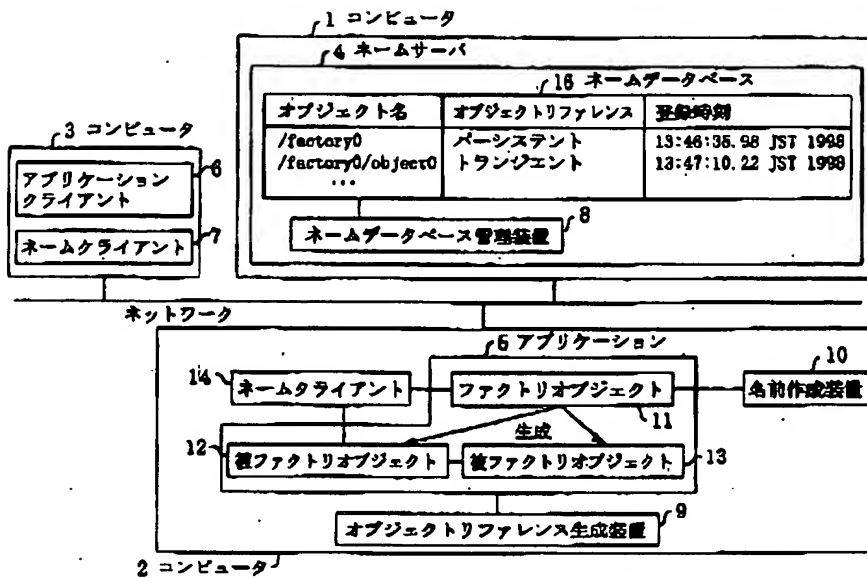 1 コンピュータ
4 ネームサーバ
16 ネームデータベース
オブジェクト名 オブジェクトリファレンス 登録時刻
/factory0 パーシステント 13:46:35.98 JST 1998
/factory0/object0 トランジェント 13:47:10.22 JST 1998
...
8
ネームデータベース管理装置
3 コンピュータ
6
アプリケーション
クライアント
7
ネームクライアント
ネットワーク
5 アプリケーション
10
14
ネームクライアント
ファクトリオブジェクト
名前作成装置
11
生成
12
被ファクトリオブジェクト
被ファクトリオブジェクト
13
9
オブジェクトリファレンス生成装置
2 コンピュータ